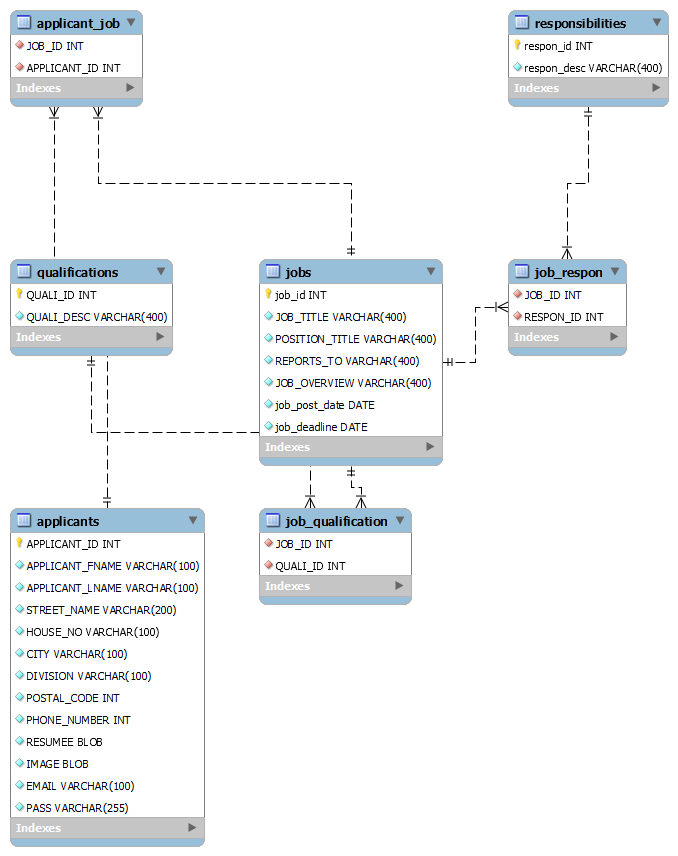 applicant_job
JOB_ID INT
APPLICANT_ID INT
Indexes
responsibilities
respon_id INT
respon_desc VARCHAR(400)
Indexes
qualifications
QUALI_ID INT
QUALI_DESC VARCHAR(400)
Indexes
jobs
job_id INT
JOB_TITLE VARCHAR(400)
POSITION_TITLE VARCHAR(400)
REPORTS_TO VARCHAR(400)
JOB_OVERVIEW VARCHAR(400)
job_post_date DATE
job_deadline DATE
Indexes
job_respon
JOB_ID INT
RESPON_ID INT
Indexes
applicants
APPLICANT_ID INT
APPLICANT_FNAME VARCHAR(100)
APPLICANT_LNAME VARCHAR(100)
STREET_NAME VARCHAR(200)
HOUSE_NO VARCHAR(100)
CITY VARCHAR(100)
DIVISION VARCHAR(100)
POSTAL_CODE INT
PHONE_NUMBER INT
RESUMEE BLOB
IMAGE BLOB
EMAIL VARCHAR(100)
PASS VARCHAR(255)
Indexes
job_qualification
JOB_ID INT
QUALI_ID INT
Indexes